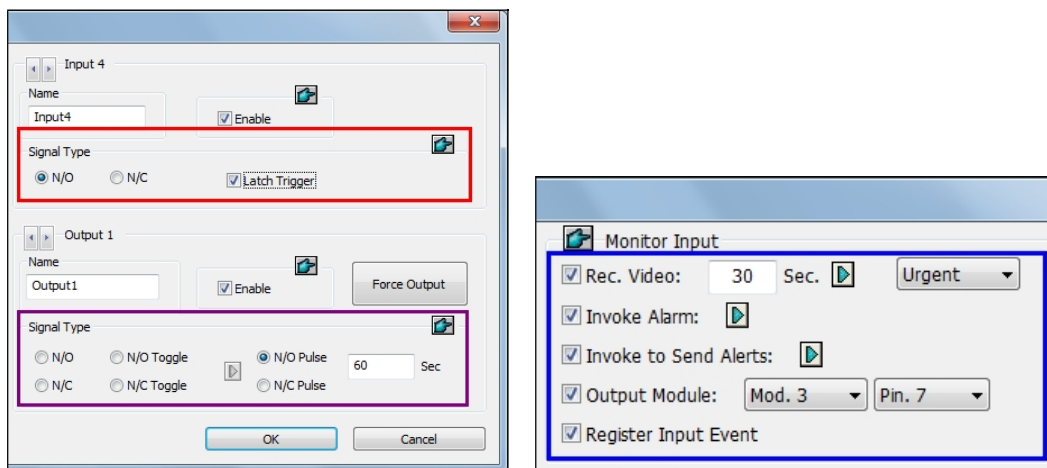 Input 4
Name
Input4
Enable
Signal Type
N/O N/C Latch Trigger
Output 1
Name
Output1
Enable
Force Output
Signal Type
N/O N/O Toggle N/O Pulse 60 Sec
N/C N/C Toggle N/C Pulse
OK Cancel
Monitor Input
Rec. Video: 30 Sec. Urgent
Invoke Alarm:
Invoke to Send Alerts:
Output Module: Mod. 3 Pin. 7
Register Input Event